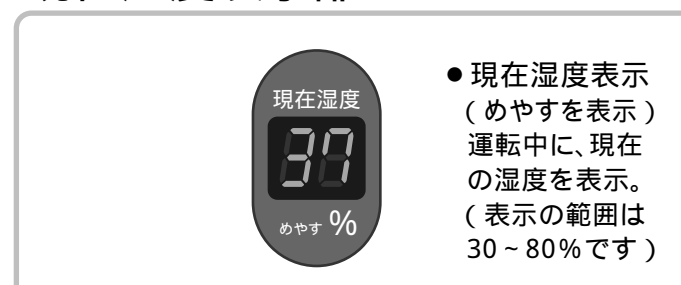 現在湿度
37
めやす %
●現在湿度表示
(めやすを表示)
運転中に、現在
の湿度を表示。
(表示の範囲は
30~80%です)